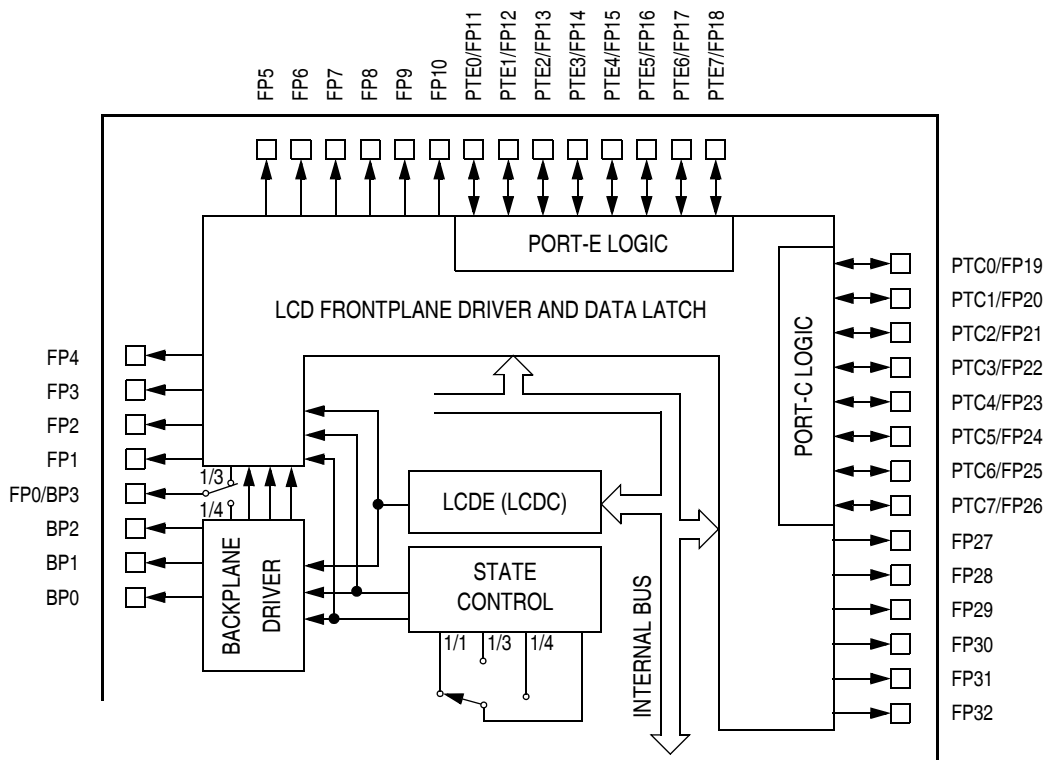 FP5
FP6
FP7
FP8
FP9
FP10
PTE0/FP11
PTE1/FP12
PTE2/FP13
PTE3/FP14
PTE4/FP15
PTE5/FP16
PTE6/FP17
PTE7/FP18
PORT-E LOGIC
LCD FRONTPLANE DRIVER AND DATA LATCH
PORT-C LOGIC
PTC0/FP19
PTC1/FP20
PTC2/FP21
PTC3/FP22
PTC4/FP23
PTC5/FP24
PTC6/FP25
PTC7/FP26
FP27
FP28
FP29
FP30
FP31
FP32
FP4
FP3
FP2
FP1
FP0/BP3
BP2
BP1
BP0
1/3
1/4
BACKPLANE
DRIVER
LCDE (LCDC)
STATE
CONTROL
1/1
1/3
1/4
INTERNAL BUS